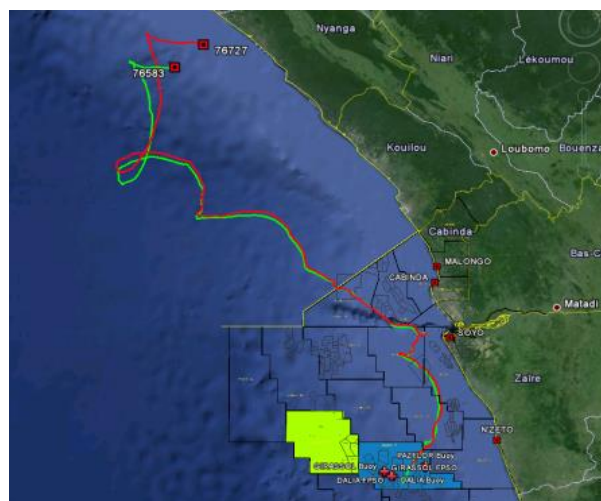 Nyanga
76727
Niari
Lékoumou
76583
Loubomo
Bouenza
Kouilou
Cabinda
MALONGO
Bas-C
CABINDA
Matadi
SOYO
Zaire
N'ZETO
PAZFLOR Buoy
GIRASSOL Buoy
GIRASSOL FPSO
DALIA FPSO
DALIA Buoy